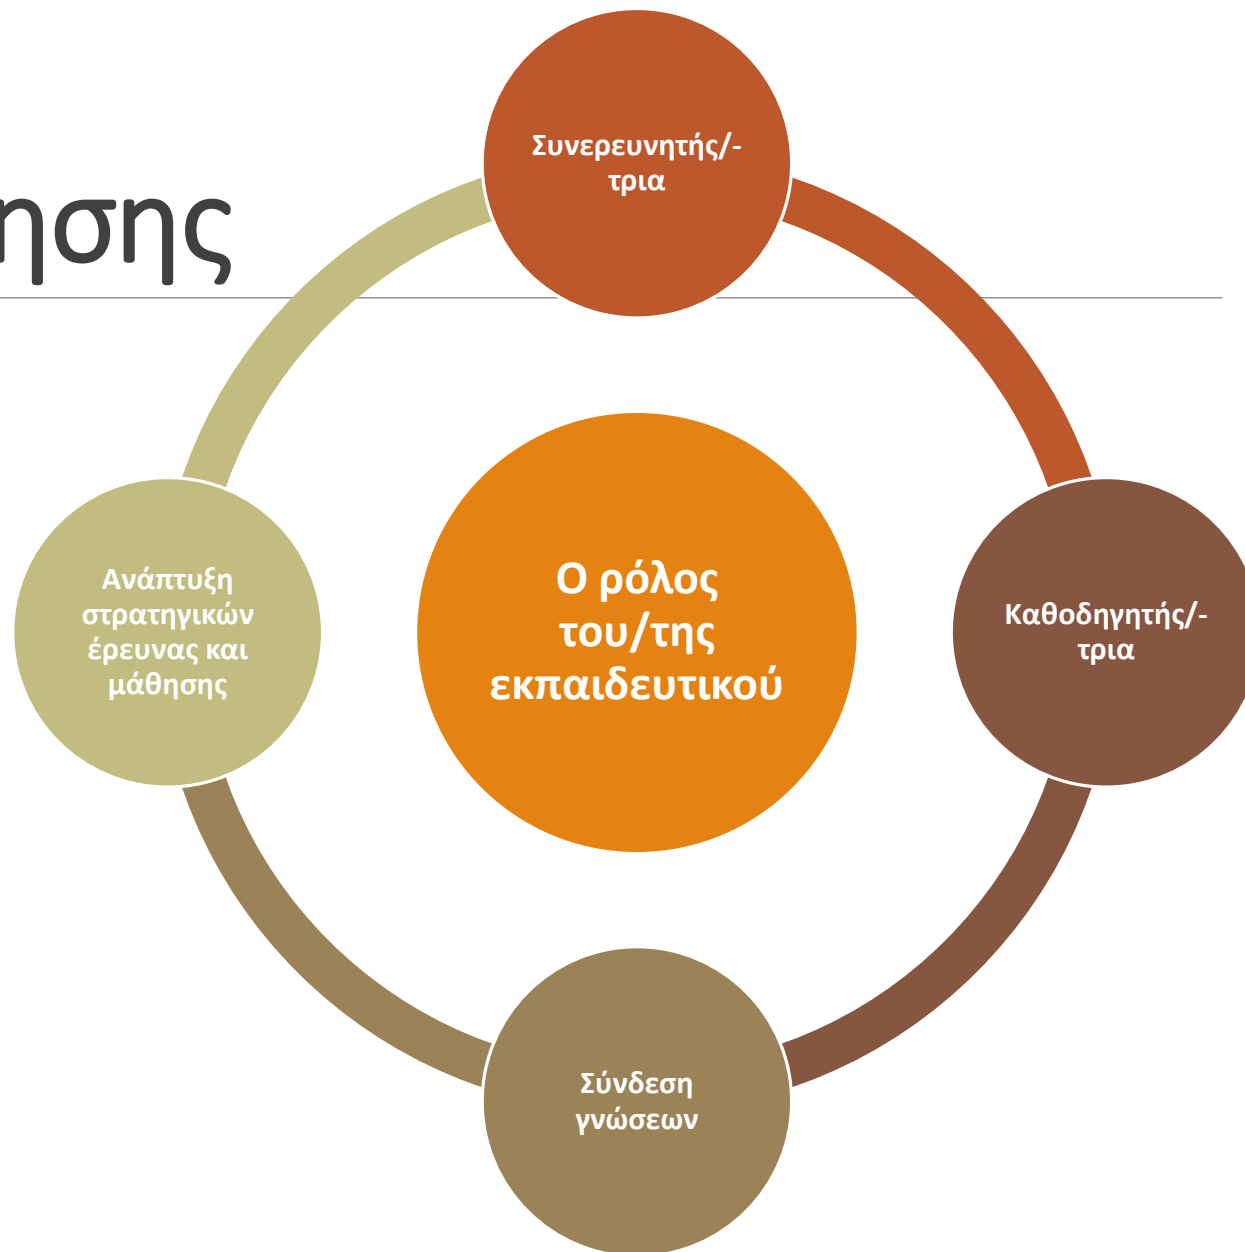 ησης
Συνερευνητής/-
τρια
Ο ρόλος
του/της
εκπαιδευτικού
Καθοδηγητής/-
τρια
Σύνδεση
γνώσεων
Ανάπτυξη
στρατηγικών
έρευνας και
μάθησης